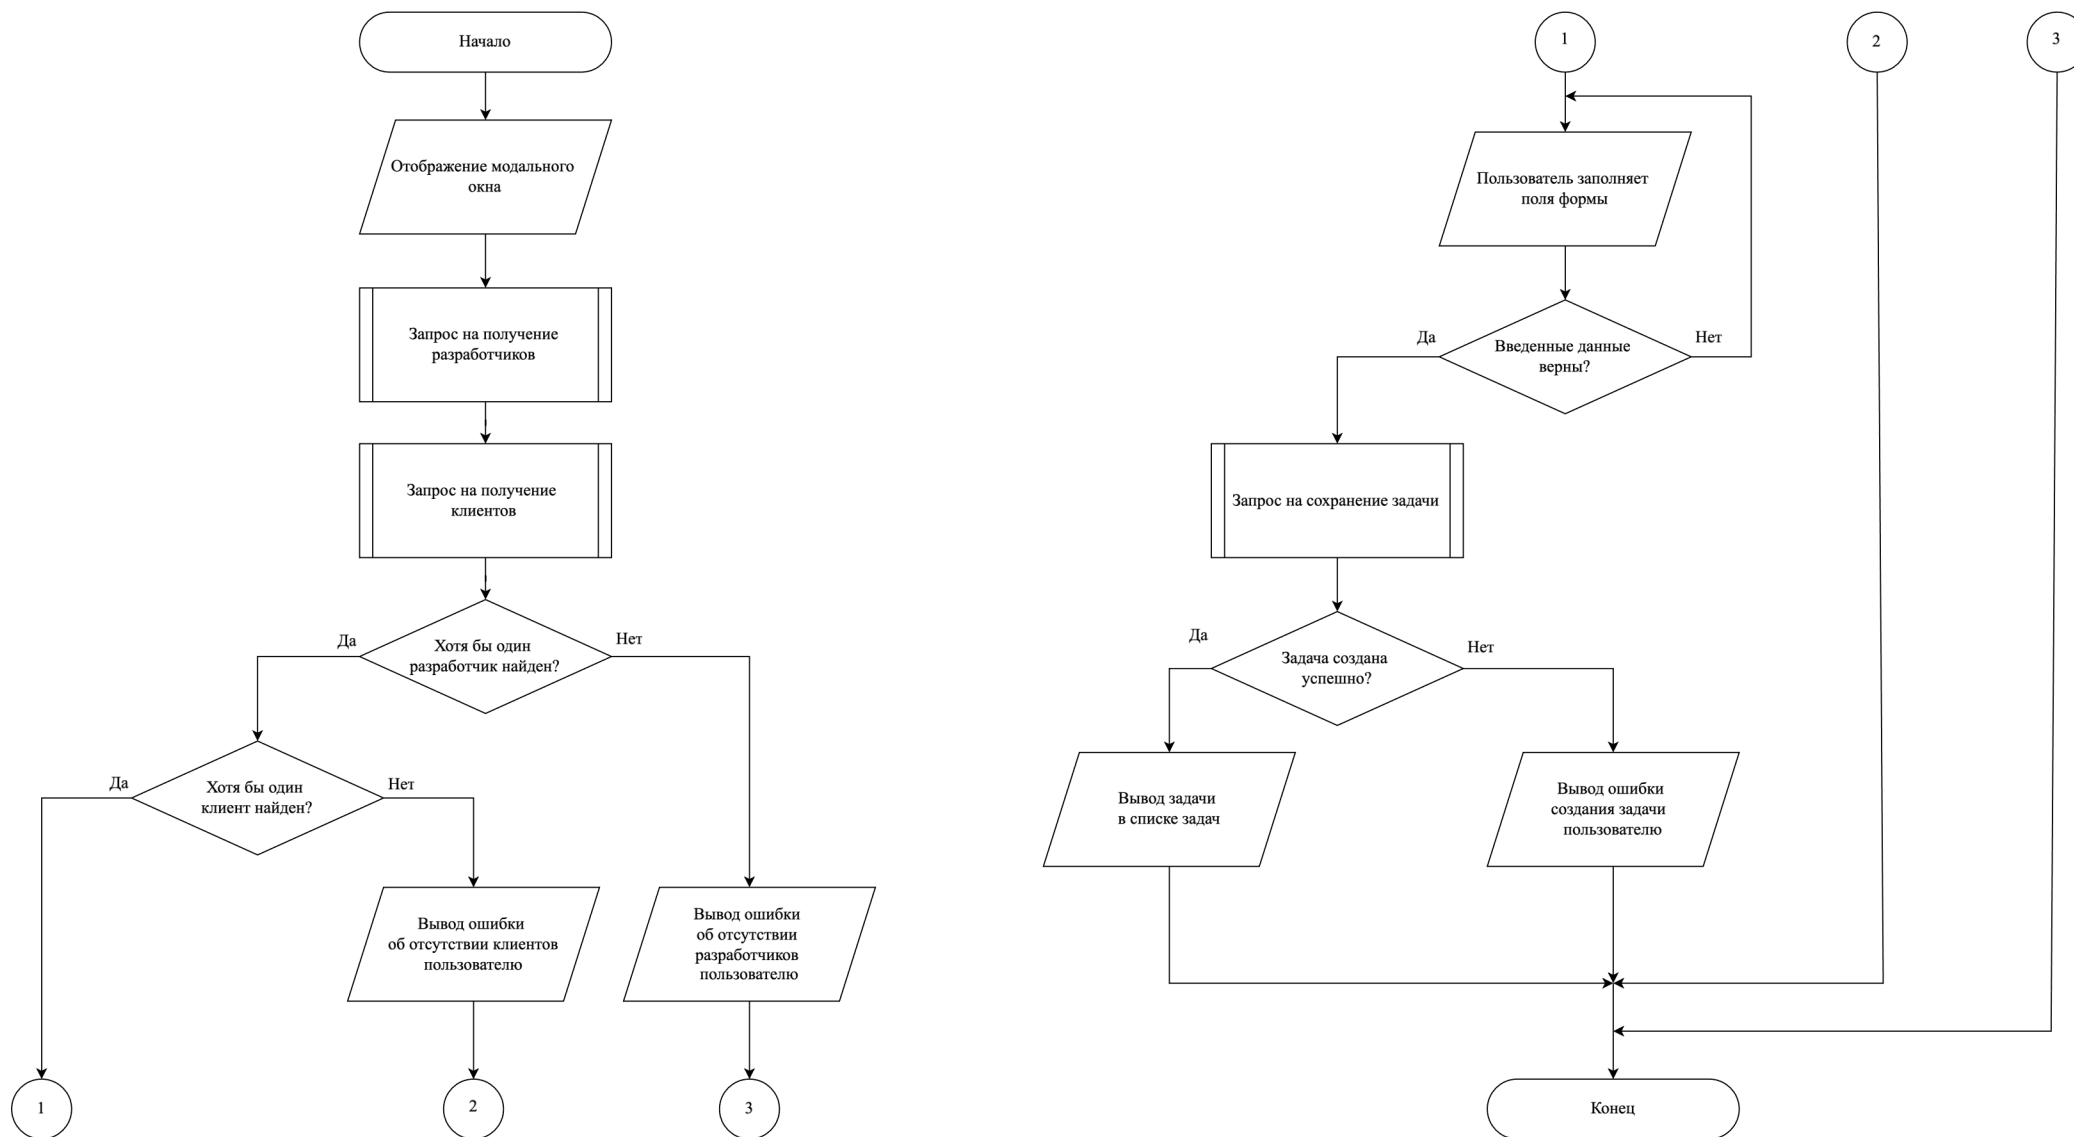 Начало
Отображение модального
окна
Запрос на получение
разработчиков
Запрос на получение
клиентов
Хотя бы один
разработчик найден?
Да
Нет
Хотя бы один
клиент найден?
Да
Нет
Вывод ошибки
об отсутствии клиентов
пользователю
Вывод ошибки
об отсутствии
разработчиков
пользователю
1
2
3
1
2
3
Пользователь заполняет
поля формы
Введенные данные
верны?
Да
Нет
Запрос на сохранение задачи
Задача создана
успешно?
Да
Нет
Вывод задачи
в списке задач
Вывод ошибки
создания задачи
пользователю
Конец